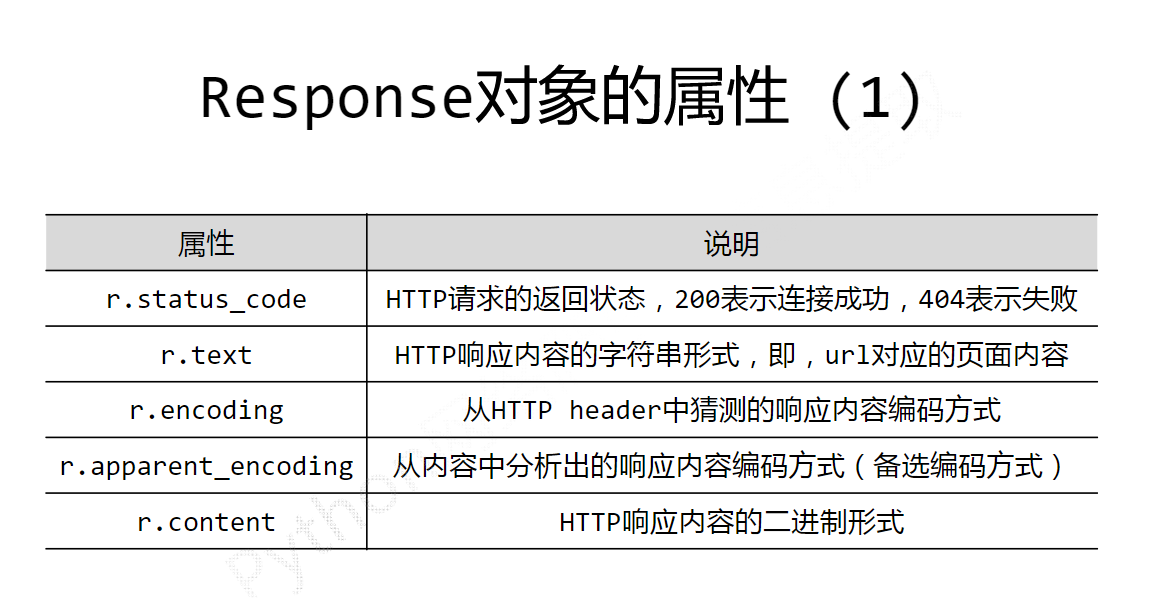 Response对象的属性（1）
属性 说明
r.status_code HTTP请求的返回状态，200表示连接成功，404表示失败
r.text HTTP响应内容的字符串形式，即，url对应的页面内容
r.encoding 从HTTP header中猜测的响应内容编码方式
r.apparent_encoding 从内容中分析出的响应内容编码方式（备选编码方式）
r.content HTTP响应内容的二进制形式